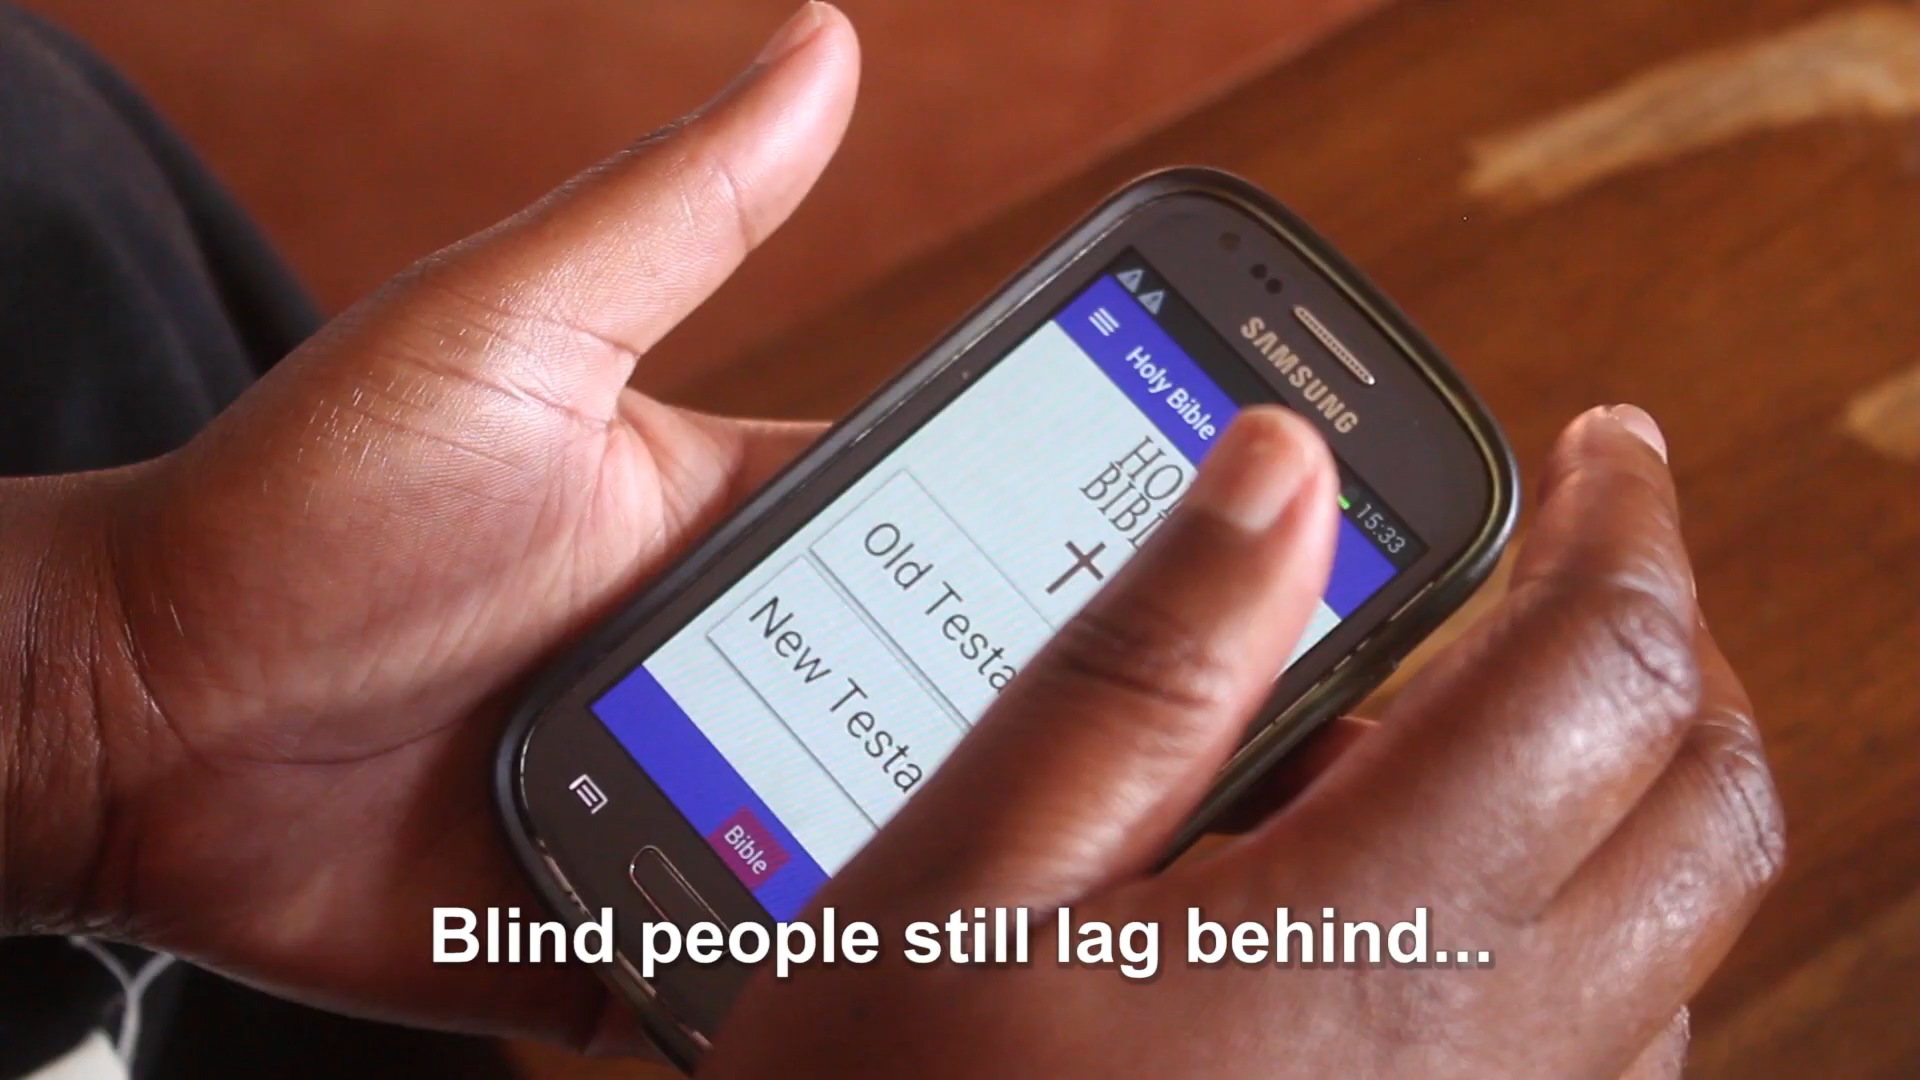 SAMSUNG
15:33
Holy Bible
HO
BIBL
Old Testa
New Testa
Bible
Blind people still lag behind...